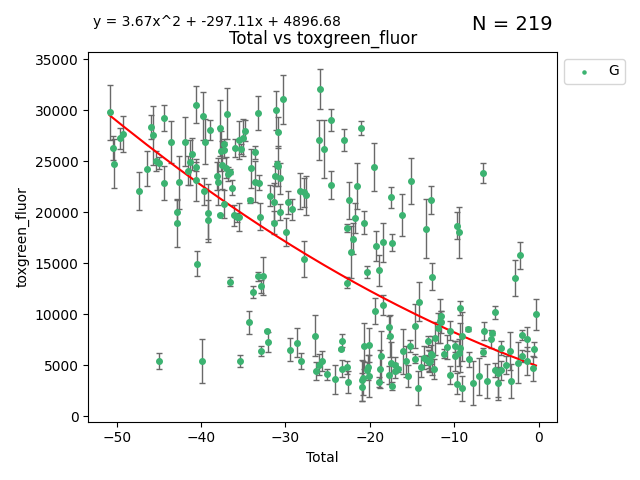 y = 3.67x^2 + -297.11x + 4896.68
N = 219
Total vs toxgreen_fluor
G
toxgreen_fluor
35000
30000
25000
20000
15000
10000
5000
0
−50
−40
−30
−20
−10
0
Total